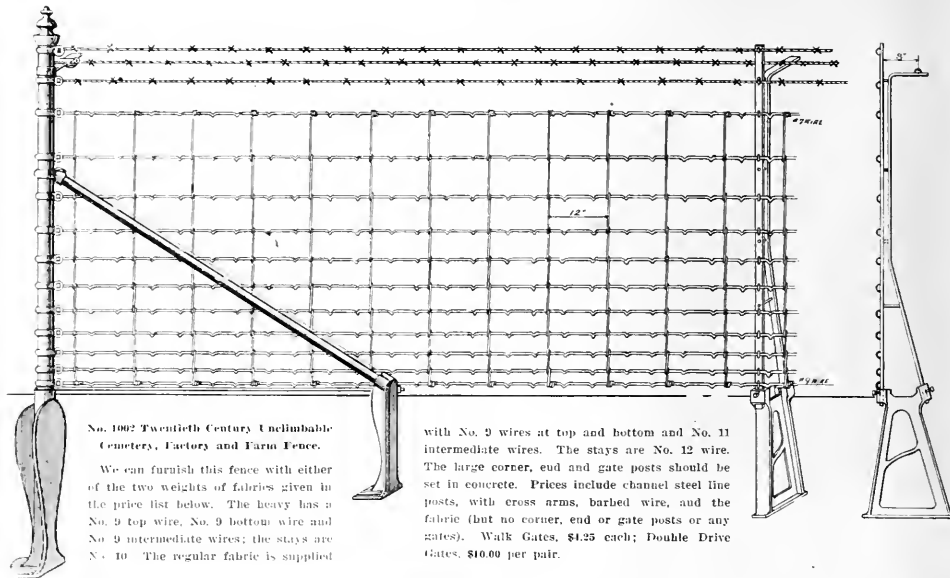 8"
#9 WIRE
12"
#9 WIRE
No. 1002 Twentieth Century Unclimbable
Cemetery, Factory and Farm Fence.
We can furnish this fence with either
of the two weights of fabrics given in
the price list below. The heavy has a
No. 9 top wire, No. 9 bottom wire and
No 9 intermediate wires; the stays are
No 10 The regular fabric is supplied
with No. 9 wires at top and bottom and No. 11
intermediate wires. The stays are No. 12 wire.
The large corner, end and gate posts should be
set in concrete. Prices include channel steel line
posts, with cross arms, barbed wire, and the
fabric (but no corner, end or gate posts or any
gates). Walk Gates, $4.25 each; Double Drive
Gates, $10.00 per pair.